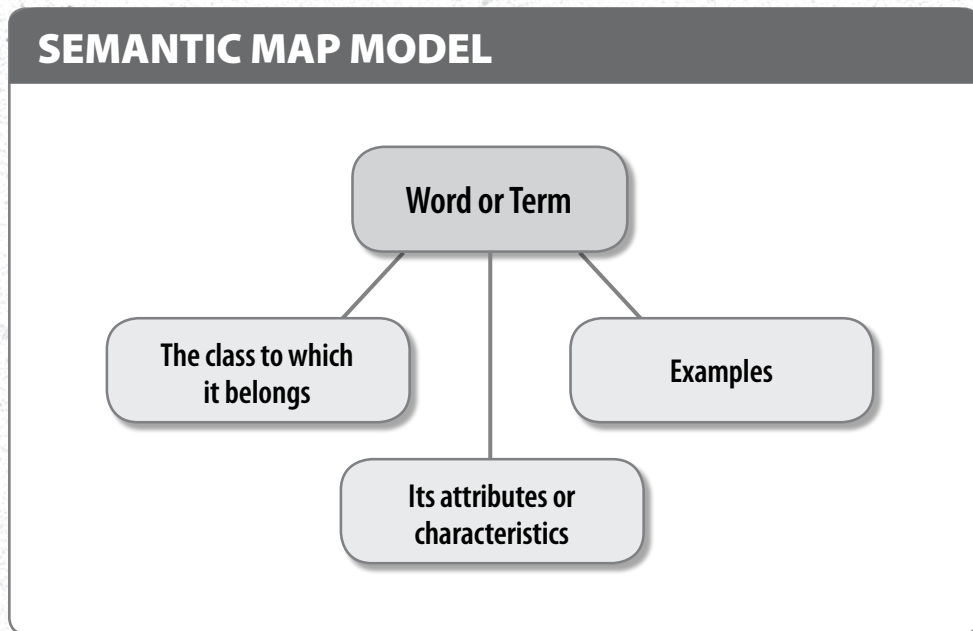 SEMANTIC MAP MODEL
Word or Term
The class to which
it belongs
Examples
Its attributes or
characteristics